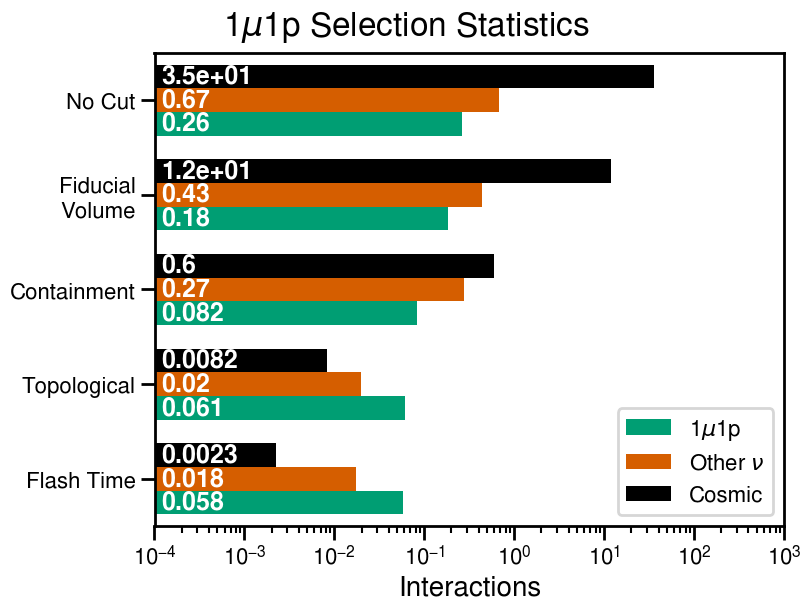 1μ1p Selection Statistics
No Cut
3.5e+01
0.67
0.26
Fiducial
Volume
1.2e+01
0.43
0.18
Containment
0.6
0.27
0.082
Topological
0.0082
0.02
0.061
Flash Time
0.0023
0.018
0.058
1μ1p
Other ν
Cosmic
10⁻⁴ 10⁻³ 10⁻² 10⁻¹ 10⁰ 10¹ 10² 10³
Interactions